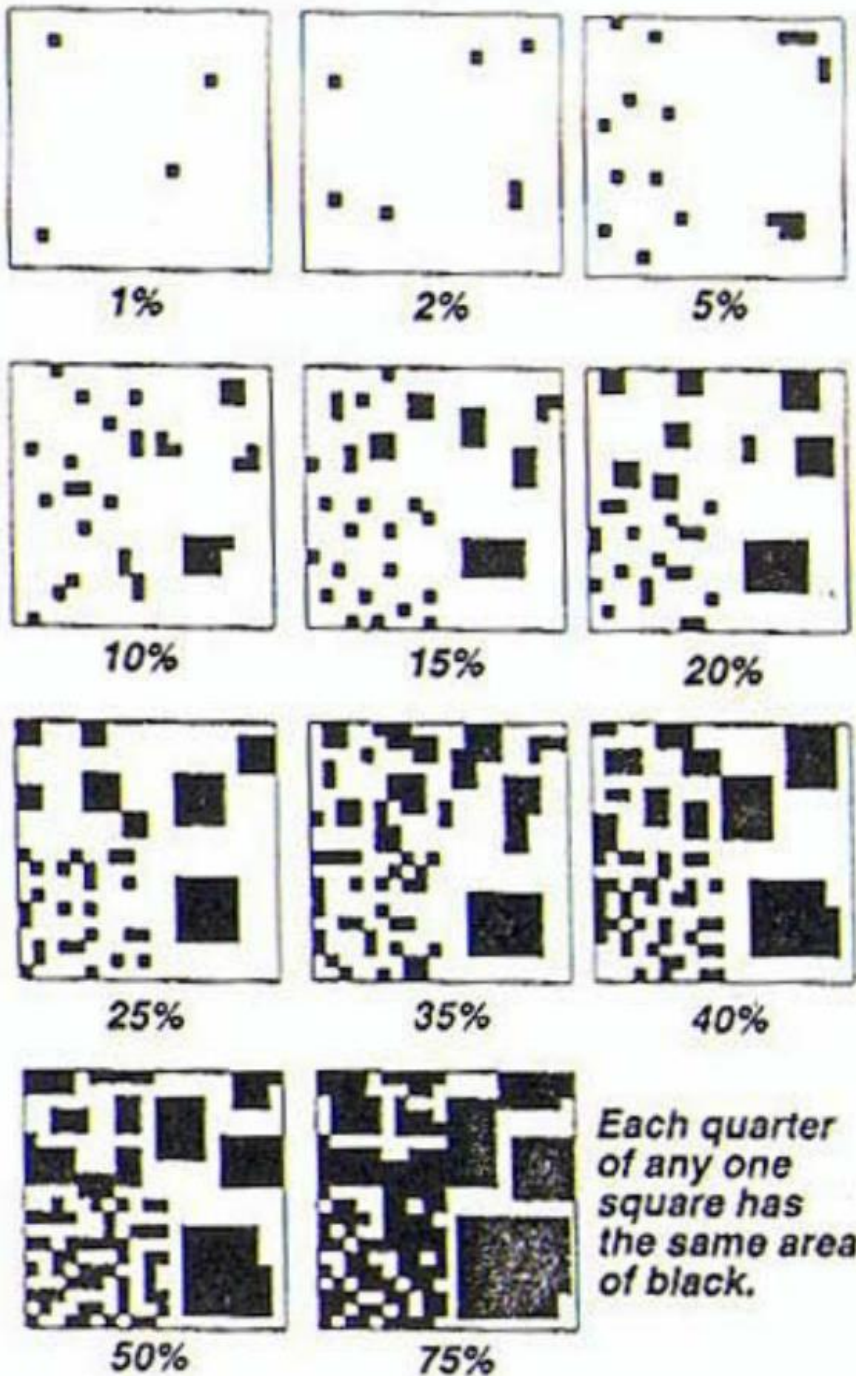 1%
2%
5%
10%
15%
20%
25%
35%
40%
50%
75%
Each quarter
of any one
square has
the same area
of black.